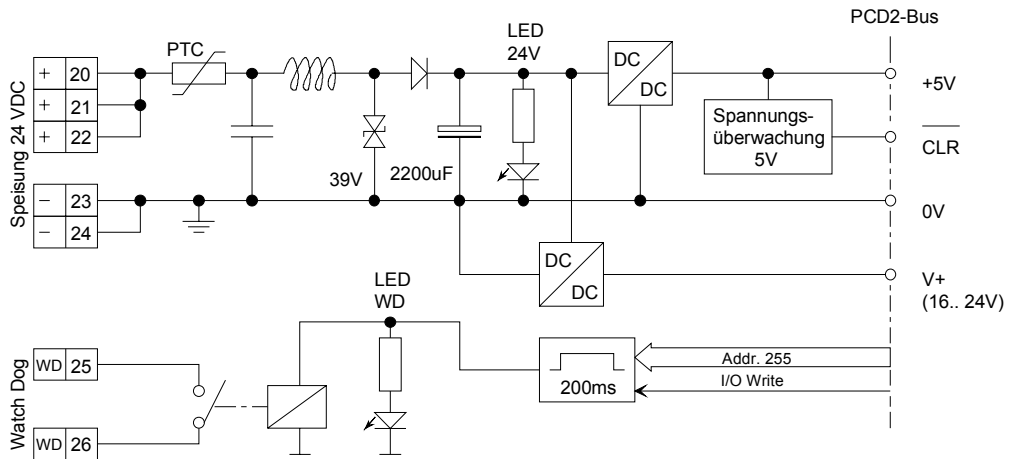 PCD2-Bus
LED
24V
PTC
Speisung 24 VDC
+ 20
+ 21
+ 22
− 23
− 24
39V
2200uF
DC
DC
Spannungs-
überwachung
5V
+5V
CLR
0V
DC
DC
V+
(16.. 24V)
LED
WD
Watch Dog
WD 25
WD 26
200ms
Addr. 255
I/O Write